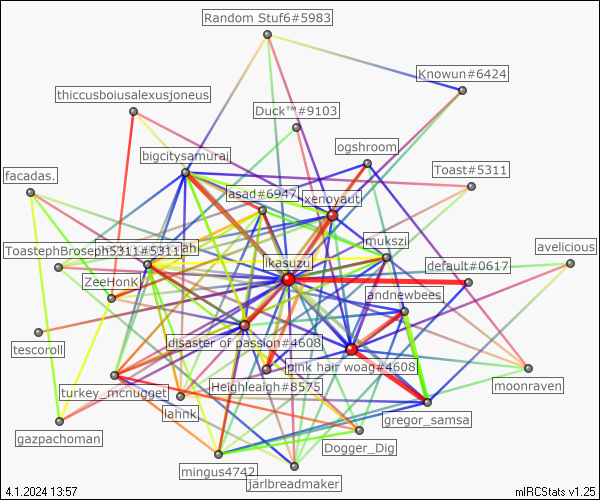 Random Stuf6#5983
Knowun#6424
thiccusboiusalexusjoneus
Duck™#9103
ogshroom
bigcitysamurai
Toast#5311
facadas.
asad#6947
xenoyaut
mukszi
ToastephBroseph5311#5311
lah
avelicious
ikasuzu
default#0617
ZeeHonk
andnewbees
tescoroll
disaster of passion#4608
pink hair woag#4608
moonraven
turkey_mcnugget
Heighleaigh#8575
lahnk
gregor_samsa
gazpachoman
Dogger_Dig
mingus4742
jarlbreadmaker
4.1.2024 13:57
mIRCStats v1.25